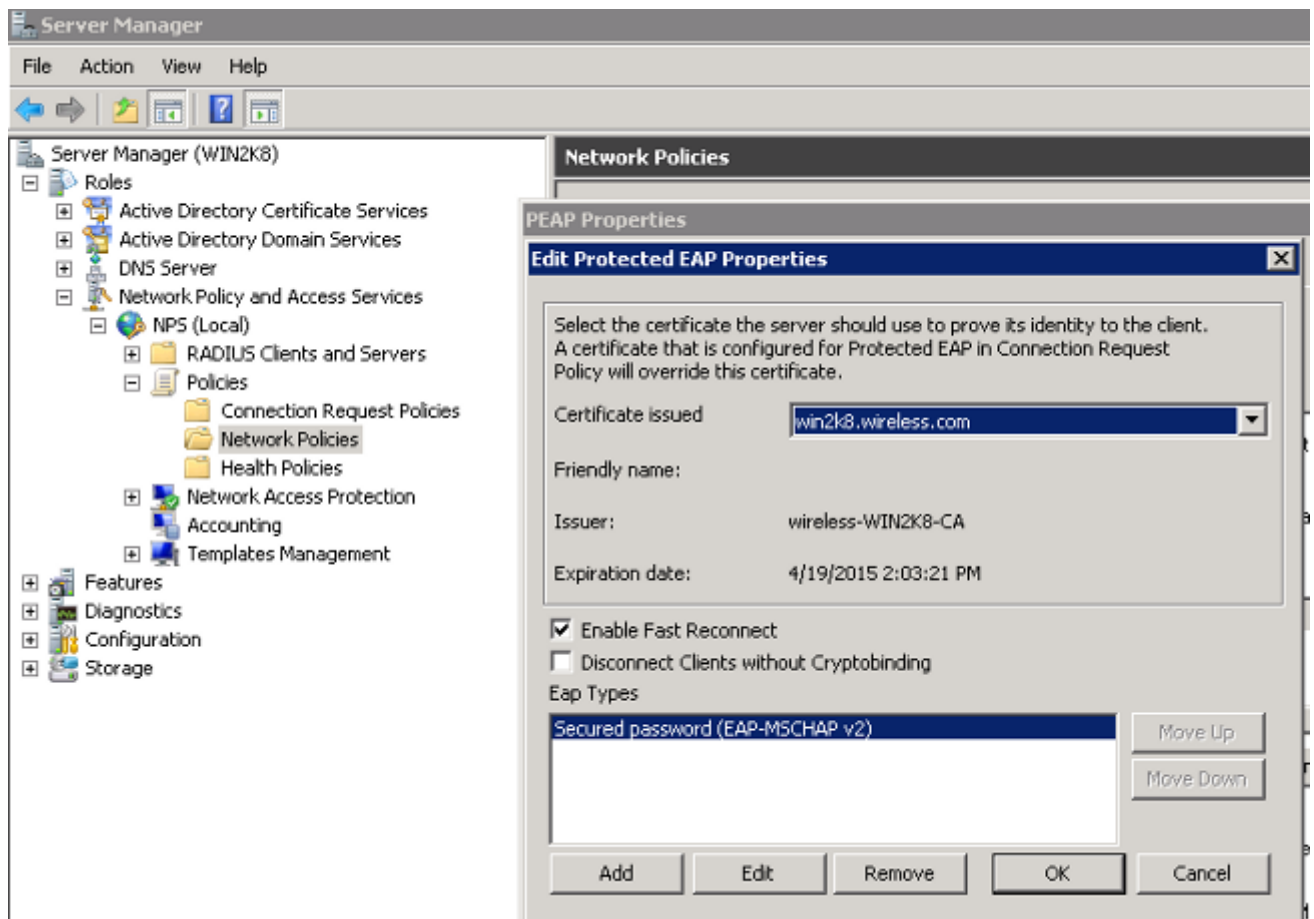 Server Manager
File Action View Help
Server Manager (WIN2K8)
Roles
Active Directory Certificate Services
Active Directory Domain Services
DNS Server
Network Policy and Access Services
NPS (Local)
RADIUS Clients and Servers
Policies
Connection Request Policies
Network Policies
Health Policies
Network Access Protection
Accounting
Templates Management
Features
Diagnostics
Configuration
Storage
Network Policies
PEAP Properties
Edit Protected EAP Properties
Select the certificate the server should use to prove its identity to the client.
A certificate that is configured for Protected EAP in Connection Request
Policy will override this certificate.
Certificate issued win2k8.wireless.com
Friendly name:
Issuer: wireless-WIN2K8-CA
Expiration date: 4/19/2015 2:03:21 PM
Enable Fast Reconnect
Disconnect Clients without Cryptobinding
Eap Types
Secured password (EAP-MSCHAP v2)
Move Up
Move Down
Add Edit Remove OK Cancel